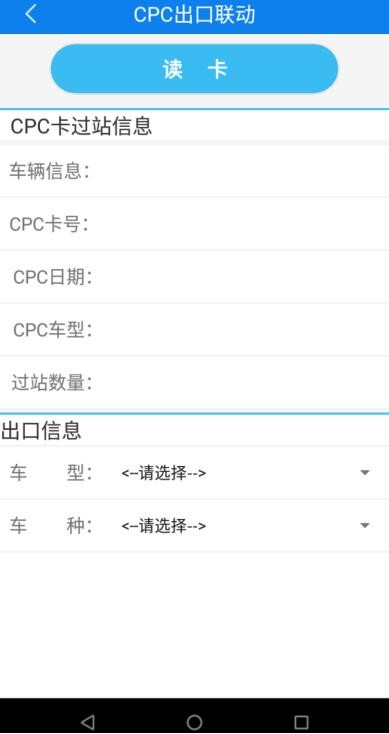 CPC出口联动
读 卡
CPC卡过站信息
车辆信息：
CPC卡号：
CPC日期：
CPC车型：
过站数量：
出口信息
车 型： <--请选择-->
车 种： <--请选择-->